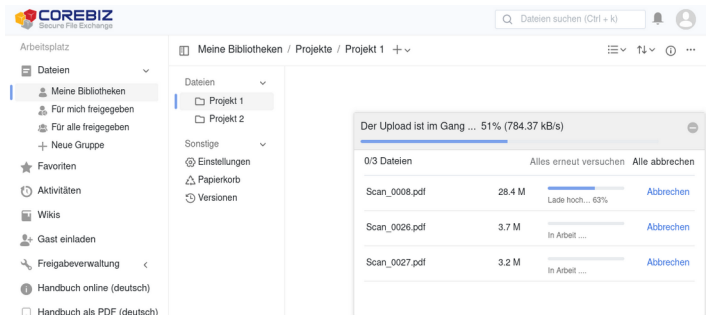 COREBIZ
Secure File Exchange
Dateien suchen (Ctrl + k)
Arbeitsplatz
Dateien
Meine Bibliotheken
Für mich freigegeben
Für alle freigegeben
Neue Gruppe
Favoriten
Aktivitäten
Wikis
Gast einladen
Freigabeverwaltung
Handbuch online (deutsch)
Handbuch als PDF (deutsch)
Meine Bibliotheken / Projekte / Projekt 1
Dateien
Projekt 1
Projekt 2
Sonstige
Einstellungen
Papierkorb
Versionen
Der Upload ist im Gang ... 51% (784.37 kB/s)
0/3 Dateien Alles erneut versuchen Alle abbrechen
Scan_0008.pdf 28.4 M Lade hoch... 63% Abbrechen
Scan_0026.pdf 3.7 M In Arbeit .... Abbrechen
Scan_0027.pdf 3.2 M In Arbeit .... Abbrechen